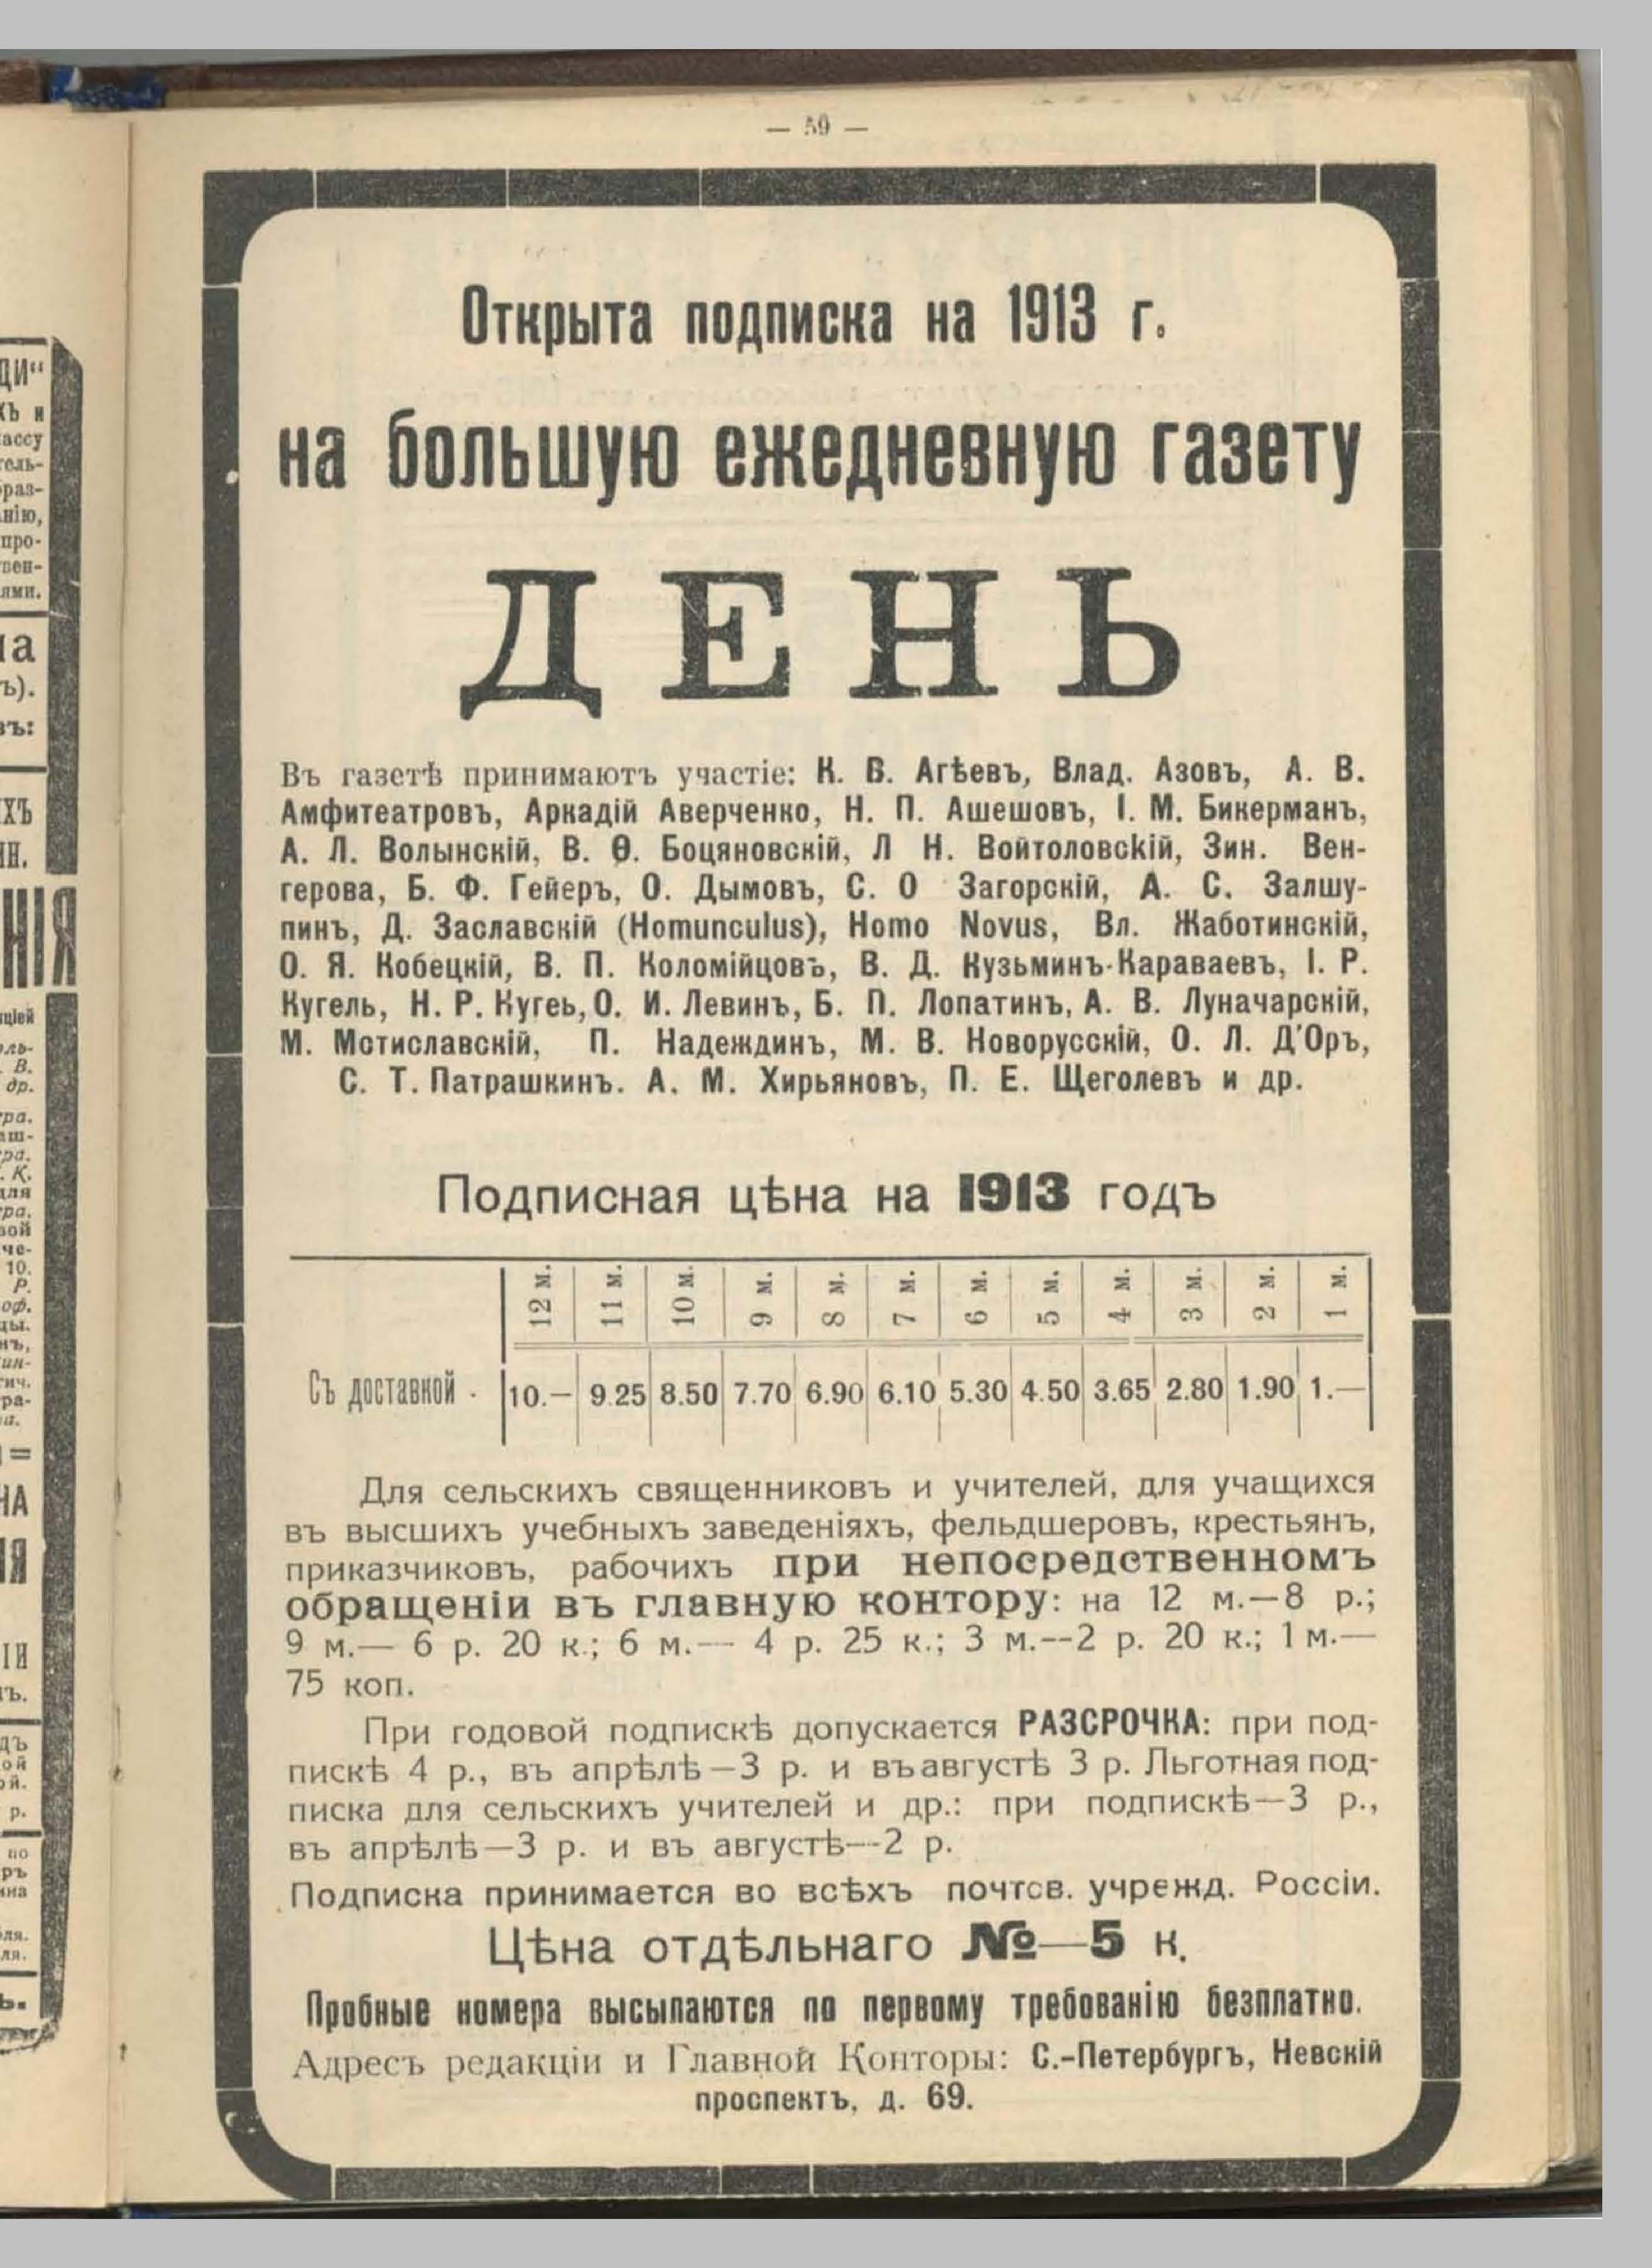 — 59 —
Открыта подписка на 1913 г.
на большую ежедневную газету
ДЕНЬ
Въ газетѣ принимаютъ участіе: К. В. Агѣевъ, Влад. Азовъ, А. В.
Амфитеатровъ, Аркадій Аверченко, Н. П. Ашешовъ, І. М. Бикерманъ,
А. Л. Волынскій, В. Ѳ. Боцяновскій, Л Н. Войтоловскій, Зин. Вен-
герова, Б. Ф. Гейеръ, О. Дымовъ, С. О Загорскій, А. С. Залшу-
пинъ, Д. Заславскій (Homunculus), Homo Novus, Вл. Жаботинскій,
О. Я. Кобецкій, В. П. Коломійцовъ, В. Д. Кузьминъ-Караваевъ, І. Р.
Кугель, Н. Р. Кугеь, О. И. Левинъ, Б. П. Лопатинъ, А. В. Луначарскій,
М. Мстиславскій, П. Надеждинъ, М. В. Новорусскій, О. Л. Д'Оръ,
С. Т. Патрашкинъ. А. М. Хирьяновъ, П. Е. Щеголевъ и др.
Подписная цѣна на 1913 годъ
12 м. 11 м. 10 м. 9 м. 8 м. 7 м. 6 м. 5 м. 4 м. 3 м. 2 м. 1 м.
Съ доставкой . 10.— 9.25 8.50 7.70 6.90 6.10 5.30 4.50 3.65 2.80 1.90 1.—
Для сельскихъ священниковъ и учителей, для учащихся
въ высшихъ учебныхъ заведеніяхъ, фельдшеровъ, крестьянъ,
приказчиковъ, рабочихъ при непосредственномъ
обращеніи въ главную контору: на 12 м.—8 р.;
9 м.— 6 р. 20 к.; 6 м.— 4 р. 25 к.; 3 м.--2 р. 20 к.; 1 м.—
75 коп.
При годовой подпискѣ допускается РАЗСРОЧКА: при под-
пискѣ 4 р., въ апрѣлѣ—3 р. и въ августѣ 3 р. Льготная под-
писка для сельскихъ учителей и др.: при подпискѣ—3 р.,
въ апрѣлѣ—3 р. и въ августѣ—2 р.
Подписка принимается во всѣхъ почтов. учрежд. Россіи.
Цѣна отдѣльнаго №—5 к.
Пробные номера высылаются по первому требованію безплатно.
Адресъ редакціи и Главной Конторы: С.-Петербургъ, Невскій
проспектъ, д. 69.